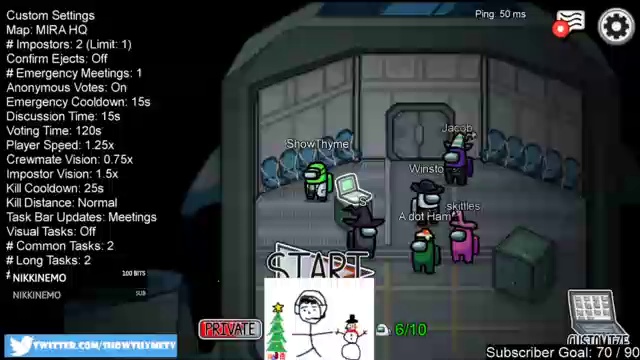 Custom Settings
Map: MIRA HQ
# Impostors: 2 (Limit: 1)
Confirm Ejects: Off
# Emergency Meetings: 1
Anonymous Votes: On
Emergency Cooldown: 15s
Discussion Time: 15s
Voting Time: 120s
Player Speed: 1.25x
Crewmate Vision: 0.75x
Impostor Vision: 1.5x
Kill Cooldown: 25s
Kill Distance: Normal
Task Bar Updates: Meetings
Visual Tasks: Off
# Common Tasks: 2
# Long Tasks: 2
NIKKINEMO 100 BITS
NIKKINEMO SUB
TWITTER.COM/SHOWTHYMETV
Ping: 50 ms
Jacob
ShowThyme
Winsto
S
A dot Ham
skittles
START
PRIVATE
6/10
CUSTOMIZE
Subscriber Goal: 70 / 90